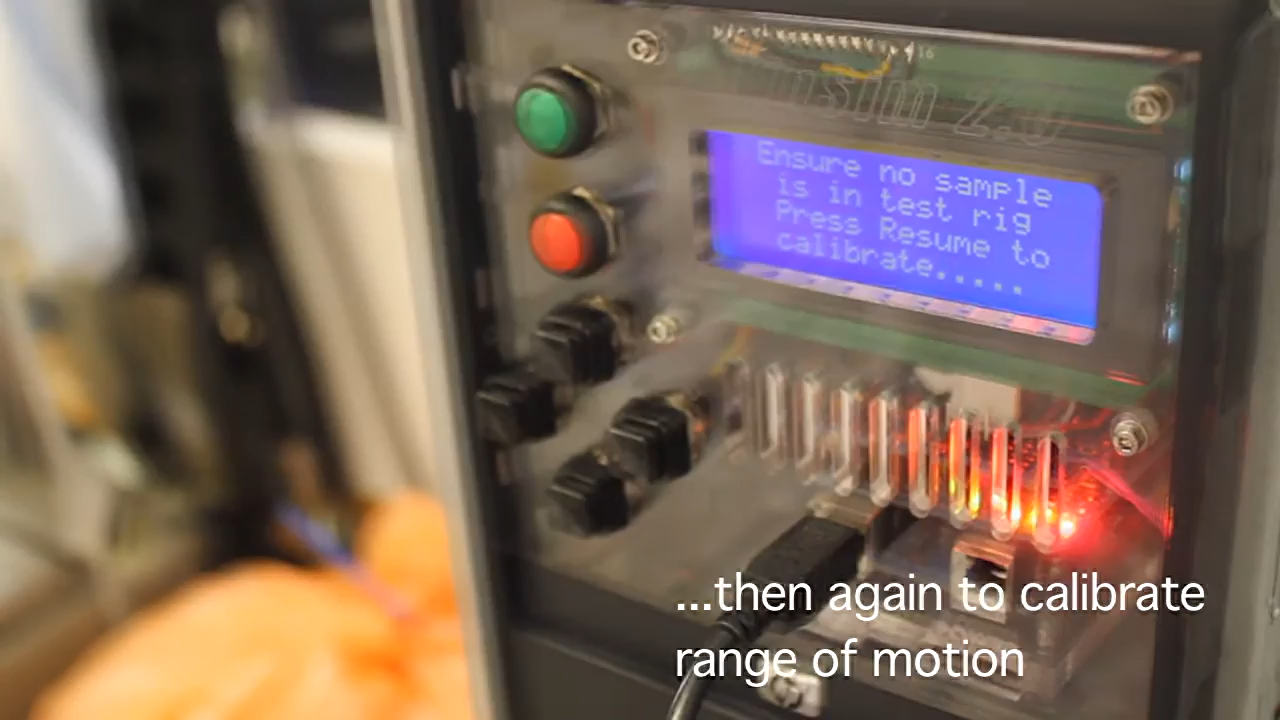 Ensure no sample
is in test rig
Press Resume to
calibrate.....
...then again to calibrate
range of motion